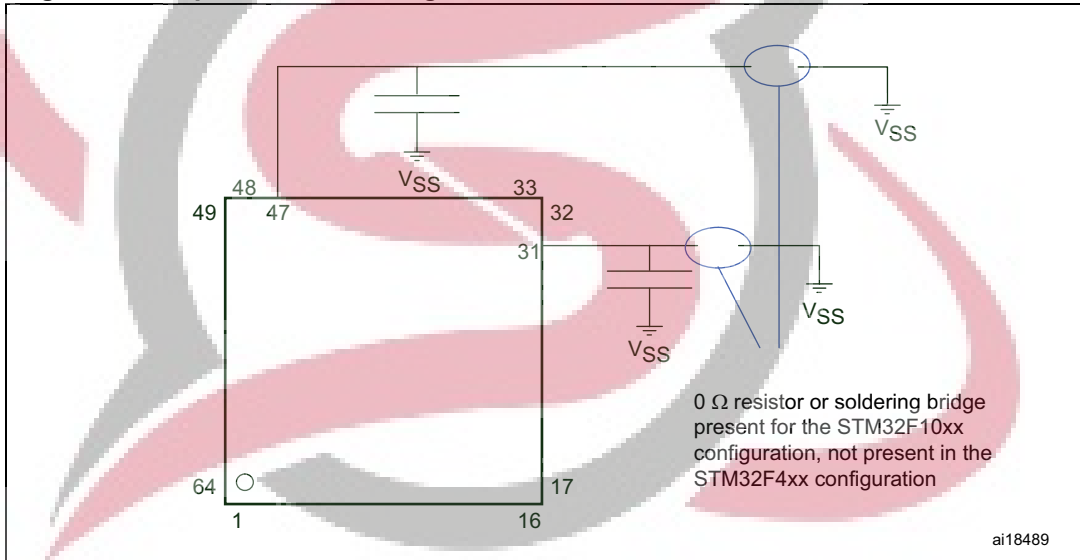 VSS
VSS
48
33
49
47
32
31
VSS
VSS
0 Ω resistor or soldering bridge
present for the STM32F10xx
configuration, not present in the
STM32F4xx configuration
64
17
1
16
ai18489